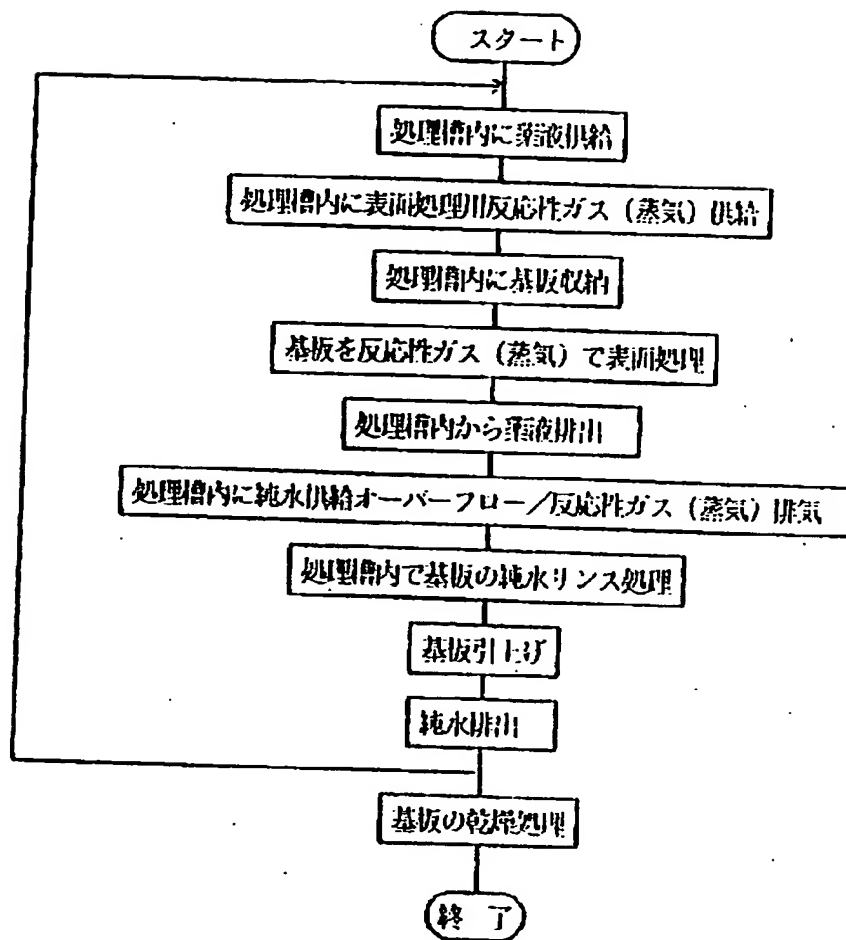 スタート
処理槽内に薬液供給
処理槽内に表面処理用反応性ガス（蒸気）供給
処理槽内に基板収納
基板を反応性ガス（蒸気）で表面処理
処理槽内から薬液排出
処理槽内に純水供給オーバーフロー／反応性ガス（蒸気）排気
処理槽内で基板の純水リンス処理
基板引上げ
純水排出
基板の乾燥処理
終了